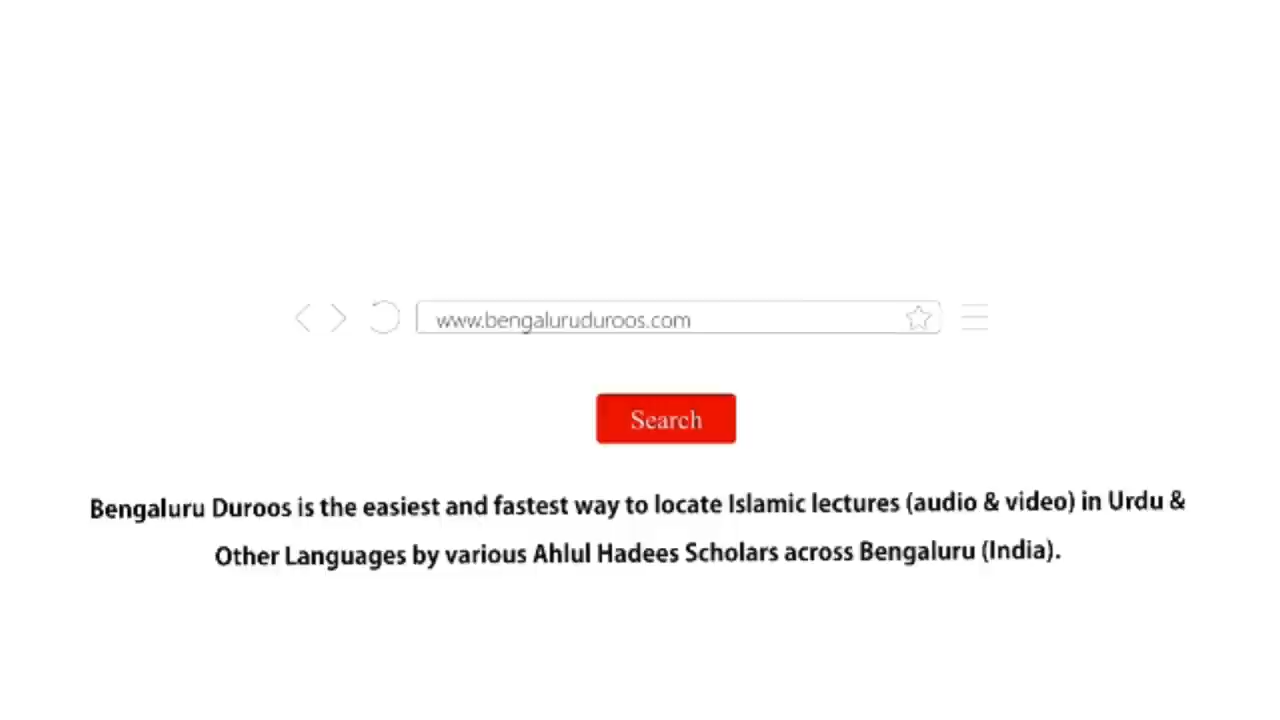 www.bengaluruduroos.com
Search
Bengaluru Duroos is the easiest and fastest way to locate Islamic lectures (audio & video) in Urdu &
Other Languages by various Ahlul Hadees Scholars across Bengaluru (India).